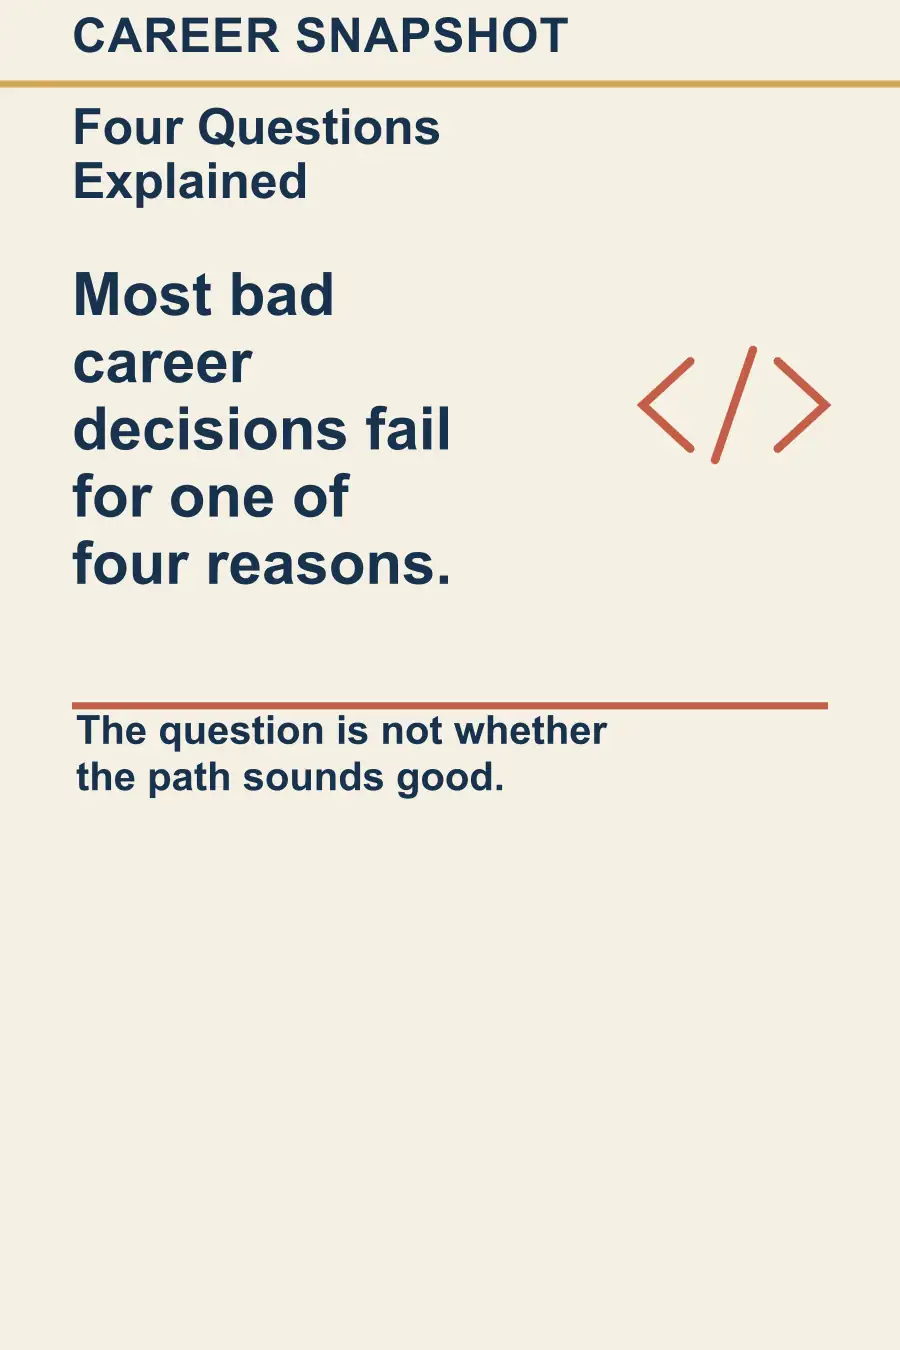 CAREER SNAPSHOT
Four Questions
Explained
Most bad
career
decisions fail
for one of
four reasons.
</>
The question is not whether
the path sounds good.